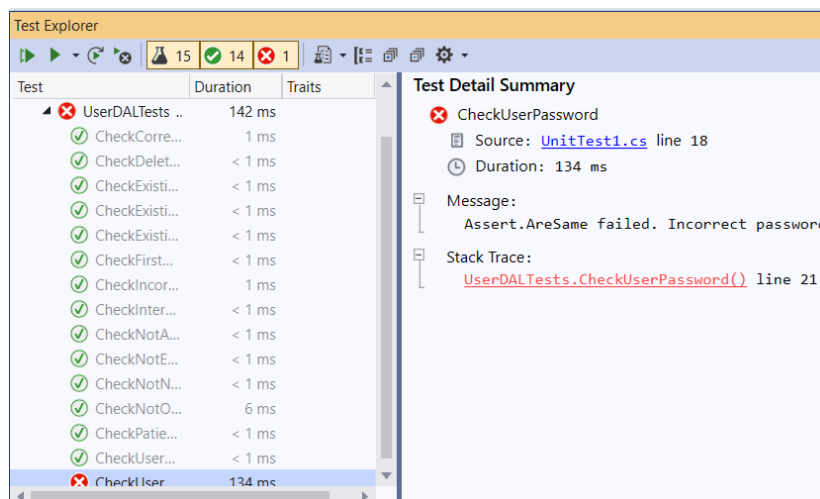 Test Explorer
15 14 1
Test Duration Traits
UserDALTests .. 142 ms
CheckCorre... 1 ms
CheckDelet... < 1 ms
CheckExisti... < 1 ms
CheckExisti... < 1 ms
CheckExisti... < 1 ms
CheckFirst... < 1 ms
CheckIncor... 1 ms
CheckInter... < 1 ms
CheckNotA... < 1 ms
CheckNotE... < 1 ms
CheckNotN... < 1 ms
CheckNotO... 6 ms
CheckPatie... < 1 ms
CheckUser... < 1 ms
CheckUser 134 ms
Test Detail Summary
CheckUserPassword
Source: UnitTest1.cs line 18
Duration: 134 ms
Message:
Assert.AreSame failed. Incorrect password
Stack Trace:
UserDALTests.CheckUserPassword() line 21